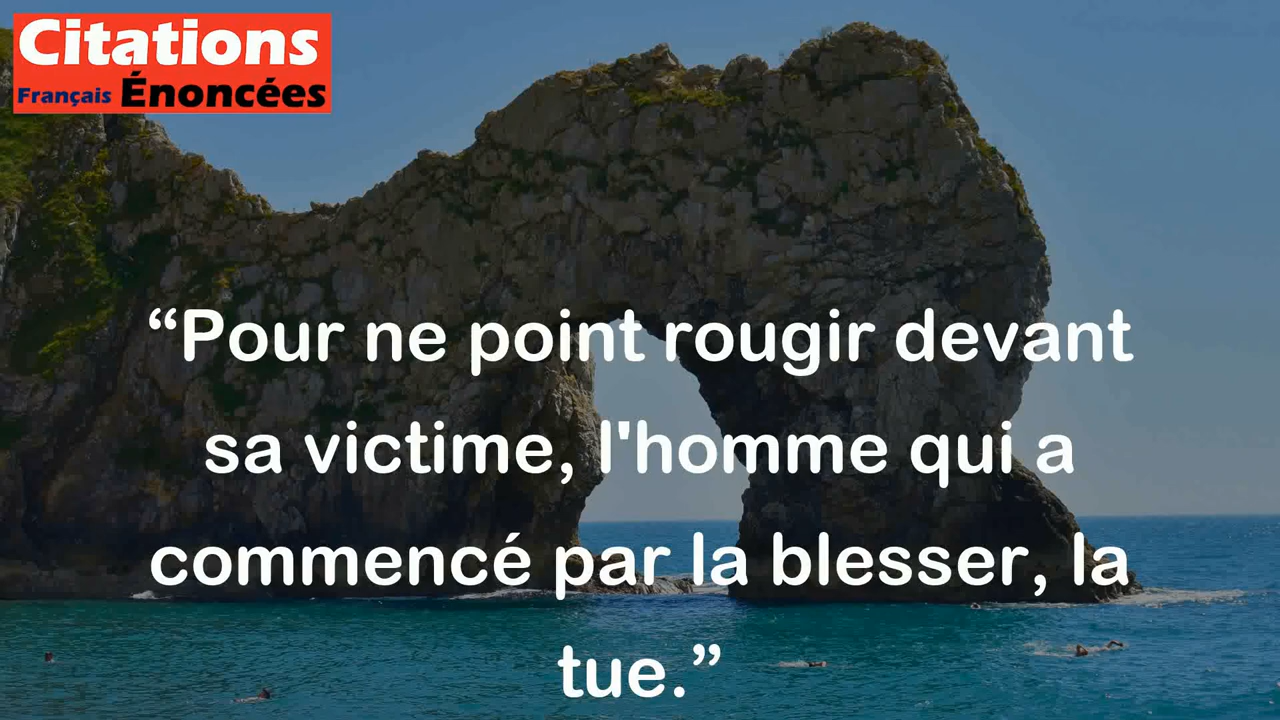 Citations
Français Énoncées
“Pour ne point rougir devant
sa victime, l'homme qui a
commencé par la blesser, la
tue.”